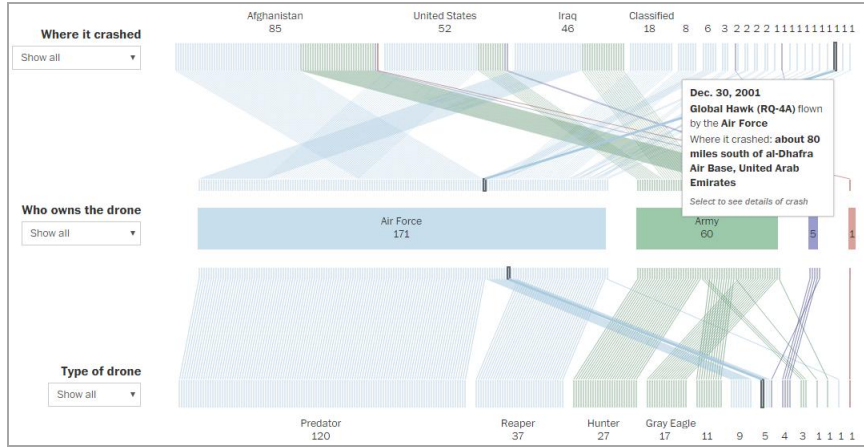 Afghanistan United States Iraq Classified
85 52 46 18 8 6 3 2 2 2 2 1 1 1 1 1 1 1 1 1 1
Where it crashed
Show all
Dec. 30, 2001
Global Hawk (RQ-4A) flown
by the Air Force
Where it crashed: about 80
miles south of al-Dhafra
Air Base, United Arab
Emirates
Select to see details of crash
Who owns the drone
Show all
Air Force Army
171 60 5 1
Type of drone
Show all
Predator Reaper Hunter Gray Eagle
120 37 27 17 11 9 5 4 3 1 1 1 1